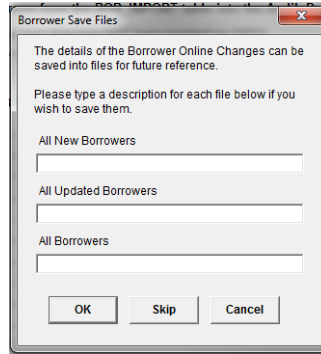 Borrower Save Files
The details of the Borrower Online Changes can be
saved into files for future reference.
Please type a description for each file below if you
wish to save them.
All New Borrowers
All Updated Borrowers
All Borrowers
OK Skip Cancel